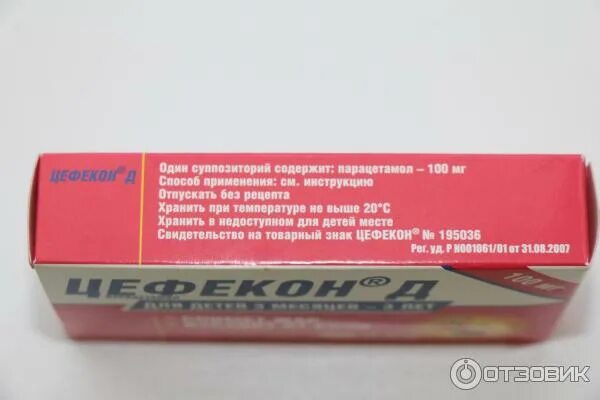 ЦЕФЕКОН® Д
Один суппозиторий содержит: парацетамол – 100 мг
Способ применения: см. инструкцию
Отпускать без рецепта
Хранить при температуре не выше 20°С
Хранить в недоступном для детей месте
Свидетельство на товарный знак ЦЕФЕКОН® № 195036
Рег. уд. Р N001061/01 от 31.08.2007
ЦЕФЕКОН® Д
100 МГ
ДЛЯ ДЕТЕЙ 3 МЕСЯЦЕВ – 3 ЛЕТ
ОТЗОВИК